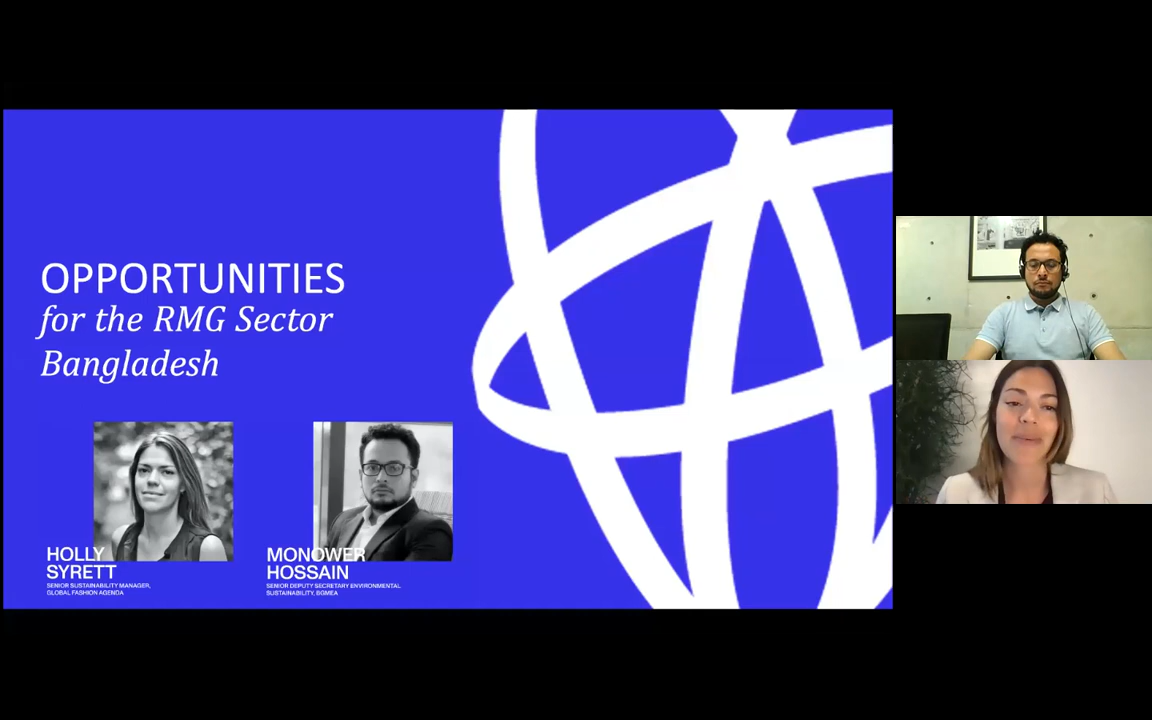 OPPORTUNITIES
for the RMG Sector
Bangladesh
HOLLY
SYRETT
SENIOR SUSTAINABILITY MANAGER,
GLOBAL FASHION AGENDA
MONOWER
HOSSAIN
SENIOR DEPUTY SECRETARY ENVIRONMENTAL
SUSTAINABILITY, BGMEA